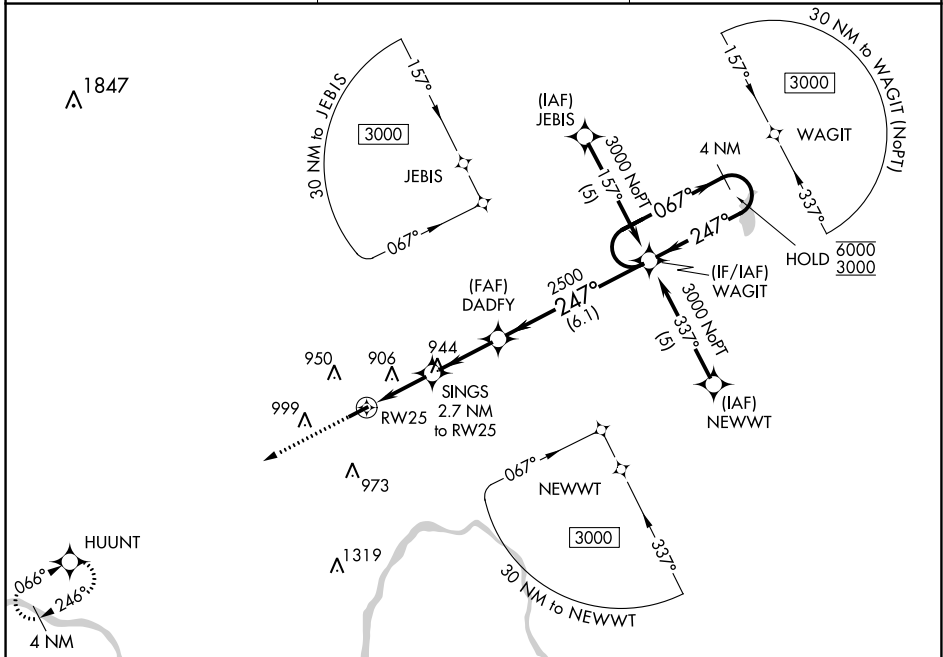 1847
30 NM to JEBIS
157°
3000
JEBIS
067°
(IAF)
JEBIS
3000 NoPT
157°
(5)
4 NM
067°
247°
30 NM to WAGIT (NoPT)
157°
3000
WAGIT
337°
HOLD 6000
3000
(IF/IAF)
WAGIT
2500
247°
(6.1)
(FAF)
DADFY
3000 NoPT
337°
(5)
(IAF)
NEWWT
950
906
944
SINGS
2.7 NM
to RW25
999
RW25
973
067°
NEWWT
3000
337°
30 NM to NEWWT
1319
HUUNT
066°
246°
4 NM